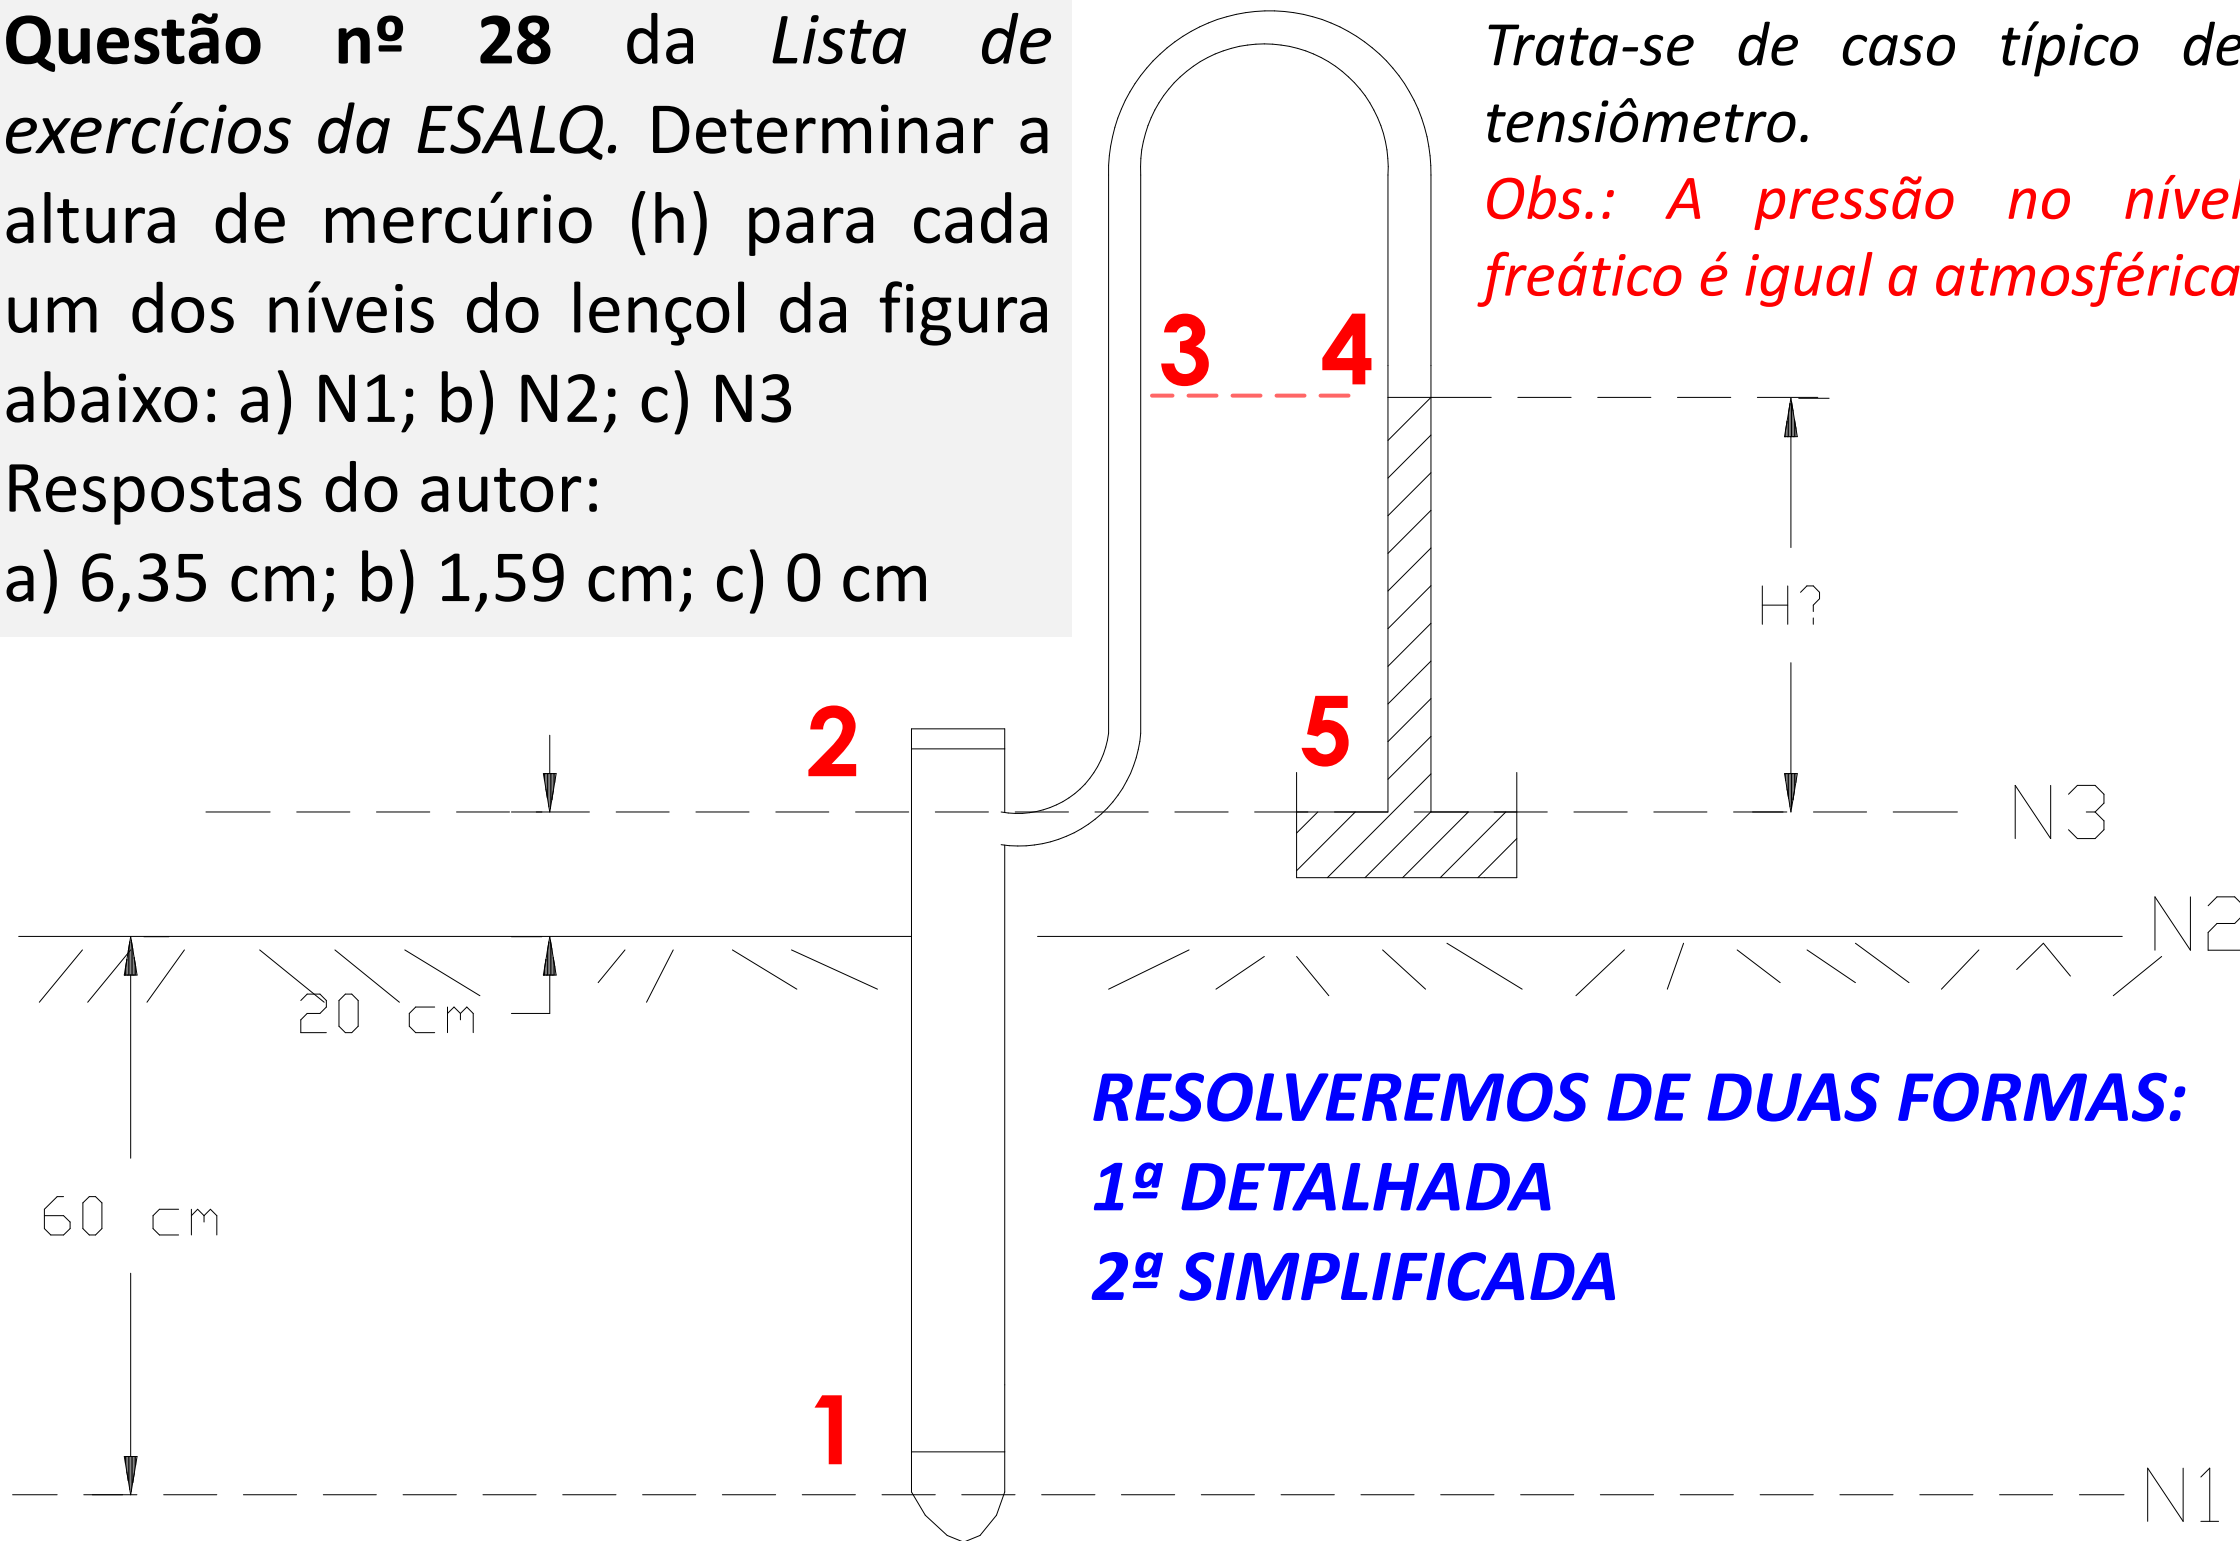 Questão nº 28 da Lista de
exercícios da ESALQ. Determinar a
altura de mercúrio (h) para cada
um dos níveis do lençol da figura
abaixo: a) N1; b) N2; c) N3
Respostas do autor:
a) 6,35 cm; b) 1,59 cm; c) 0 cm
Trata-se de caso típico de
tensiômetro.
Obs.: A pressão no nível
freático é igual a atmosférica
3 4
H?
2
5
N3
N2
20 cm
60 cm
RESOLVEREMOS DE DUAS FORMAS:
1ª DETALHADA
2ª SIMPLIFICADA
1
N1